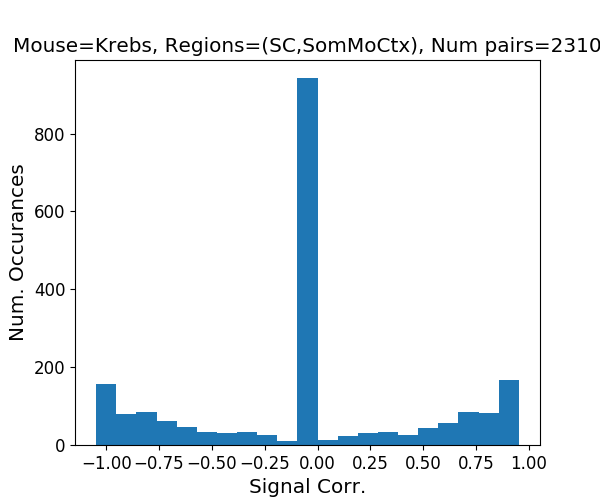 Mouse=Krebs, Regions=(SC,SomMoCtx), Num pairs=2310
Num. Occurances
800
600
400
200
0
−1.00 −0.75 −0.50 −0.25 0.00 0.25 0.50 0.75 1.00
Signal Corr.